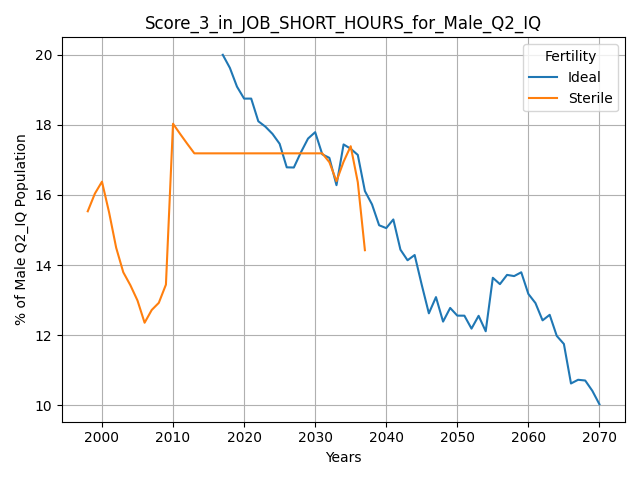 Score_3_in_JOB_SHORT_HOURS_for_Male_Q2_IQ
Fertility
Ideal
Sterile
% of Male Q2_IQ Population
20
18
16
14
12
10
2000 2010 2020 2030 2040 2050 2060 2070
Years